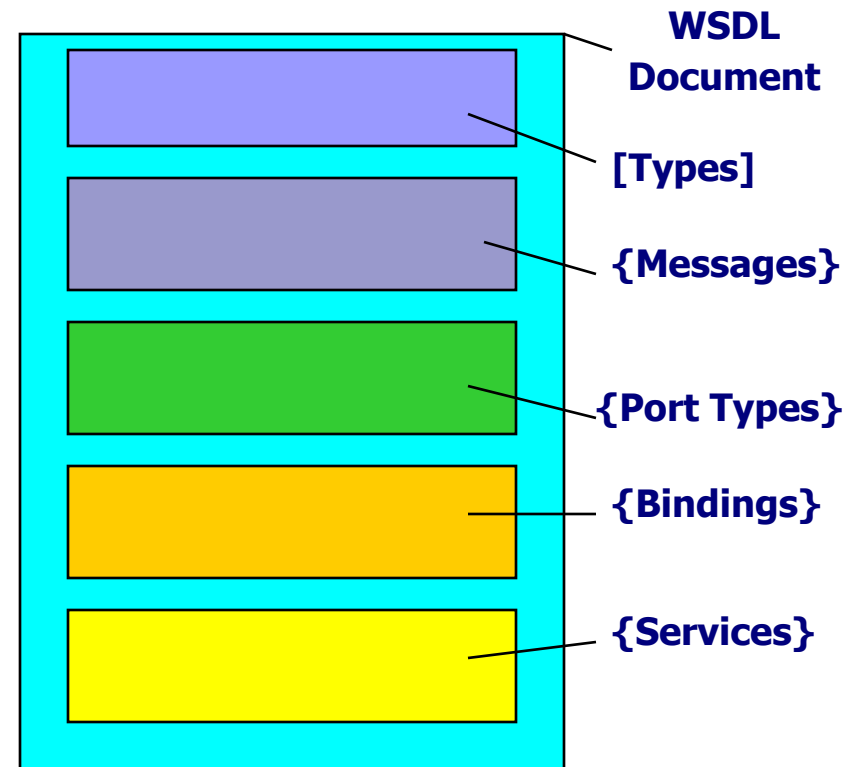 WSDL
Document
[Types]
{Messages}
{Port Types}
{Bindings}
{Services}